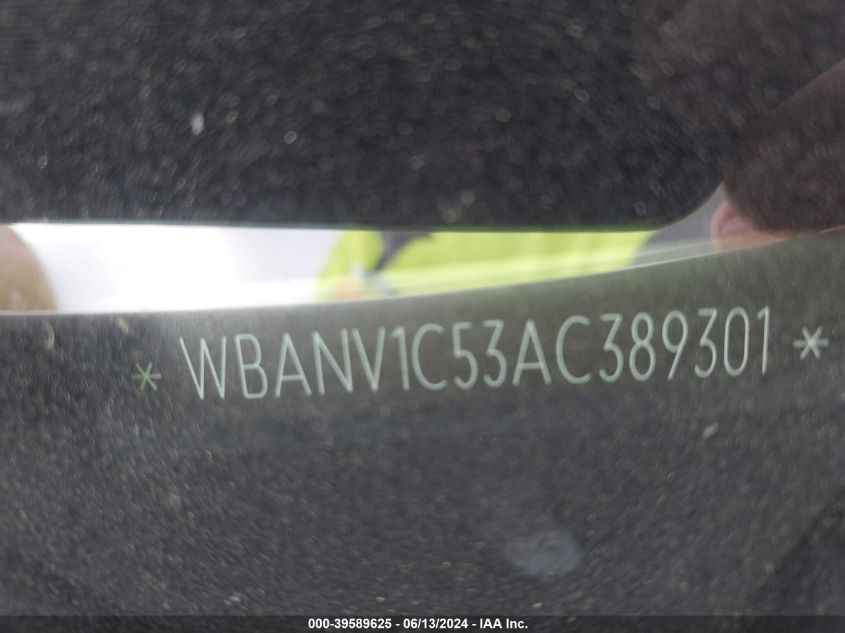 * WBANV1C53AC389301 *
000-39589625 - 06/13/2024 - IAA Inc.